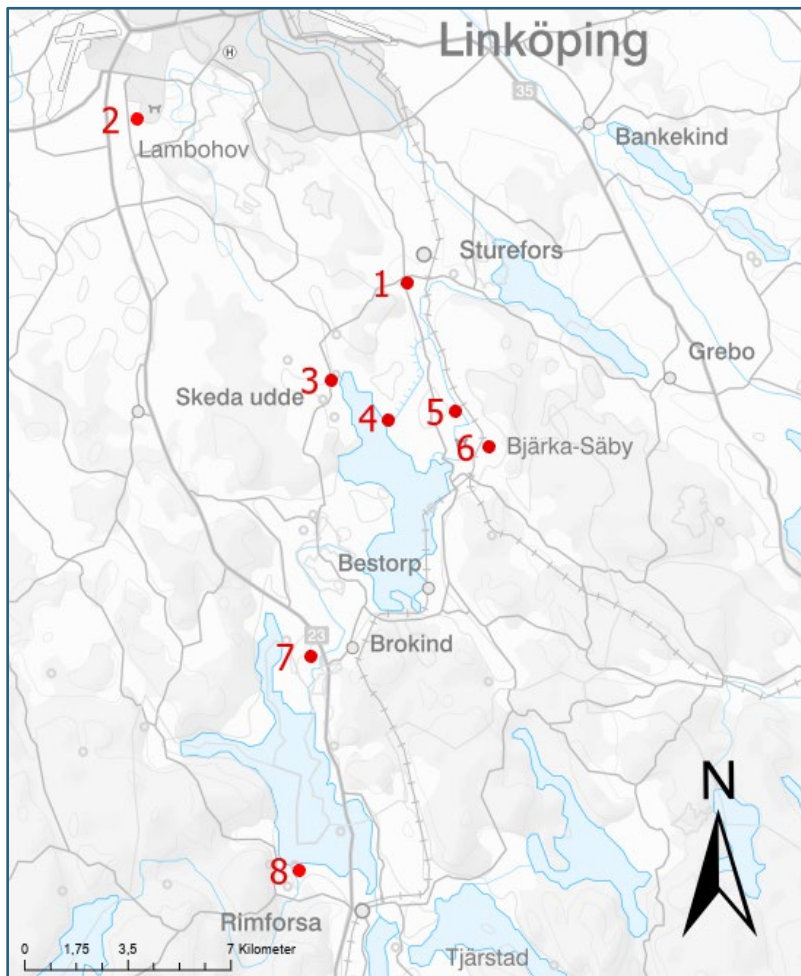 Linköping
H
35
2
Lambohov
Bankekind
Sturefors
1
Grebo
3
Skeda udde
4
5
6
Bjärka-Säby
Bestorp
23
Brokind
7
N
8
Rimforsa
0 1,75 3,5 7 Kilometer
Tjärstad